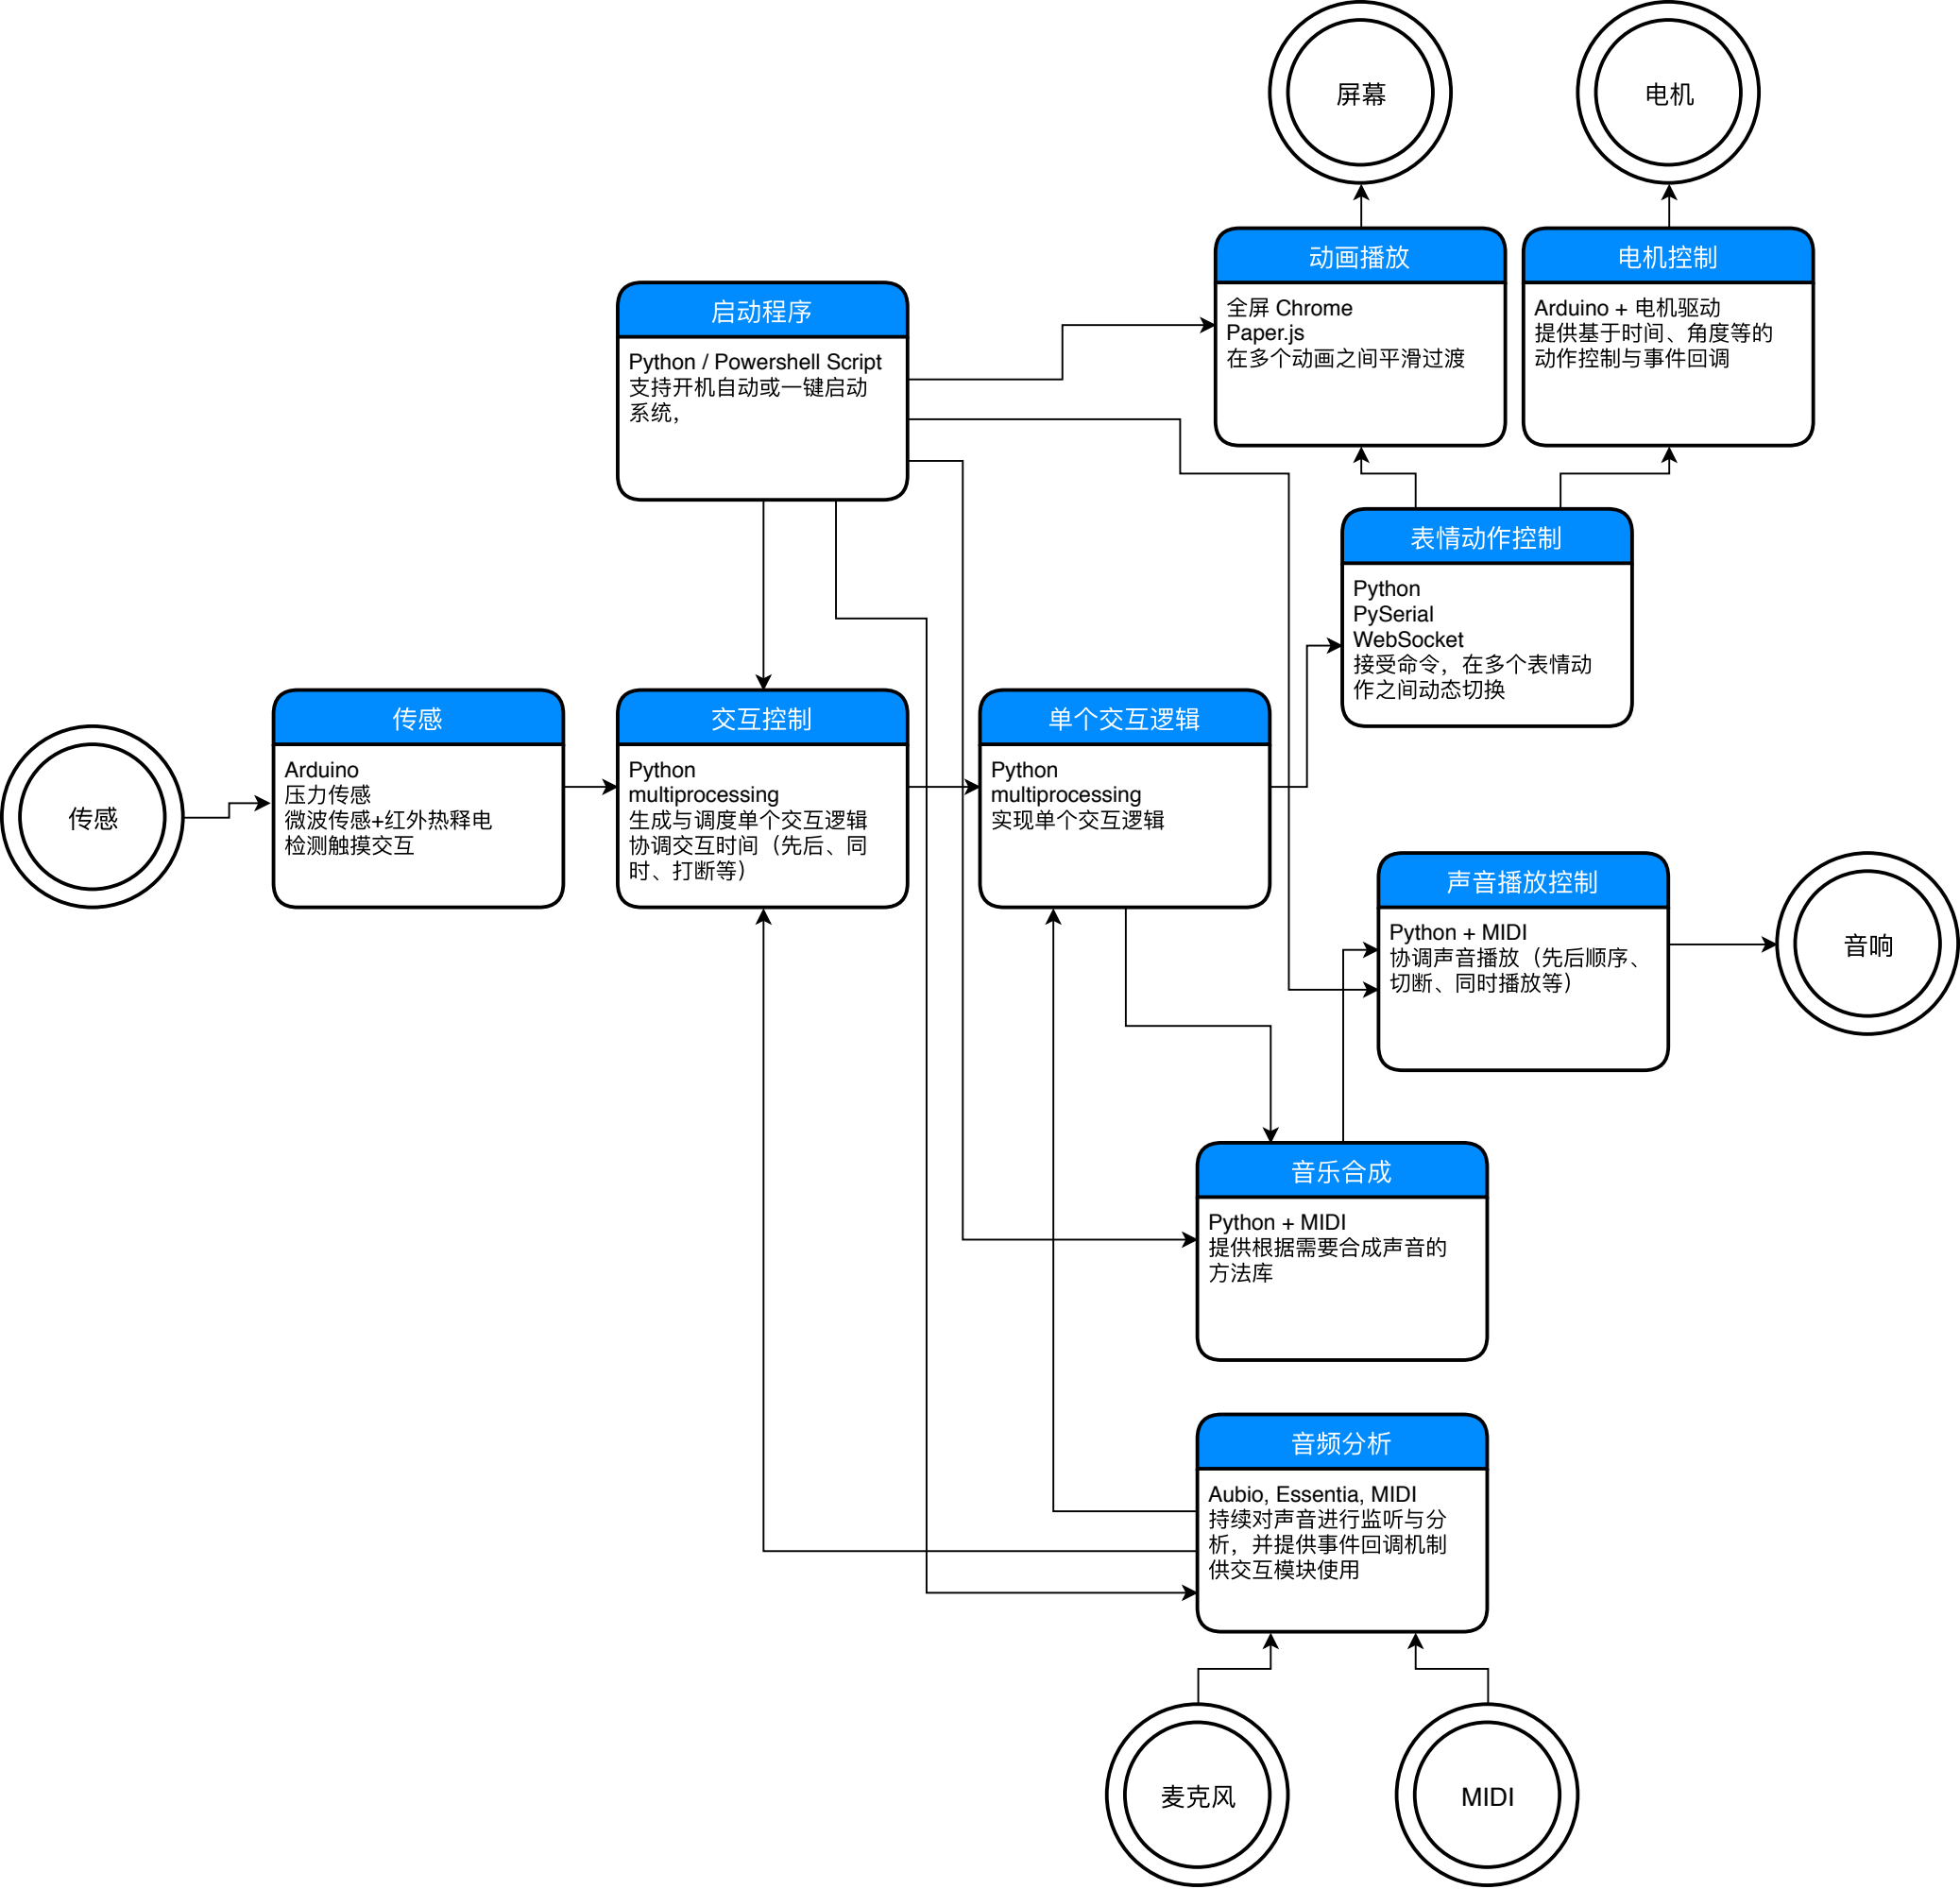 屏幕
电机
动画播放
全屏 Chrome
Paper.js
在多个动画之间平滑过渡
电机控制
Arduino + 电机驱动
提供基于时间、角度等的
动作控制与事件回调
启动程序
Python / Powershell Script
支持开机自动或一键启动
系统，
表情动作控制
Python
PySerial
WebSocket
接受命令，在多个表情动
作之间动态切换
传感
传感
Arduino
压力传感
微波传感+红外热释电
检测触摸交互
交互控制
Python
multiprocessing
生成与调度单个交互逻辑
协调交互时间（先后、同
时、打断等）
单个交互逻辑
Python
multiprocessing
实现单个交互逻辑
声音播放控制
Python + MIDI
协调声音播放（先后顺序、
切断、同时播放等）
音响
音乐合成
Python + MIDI
提供根据需要合成声音的
方法库
音频分析
Aubio, Essentia, MIDI
持续对声音进行监听与分
析，并提供事件回调机制
供交互模块使用
麦克风
MIDI